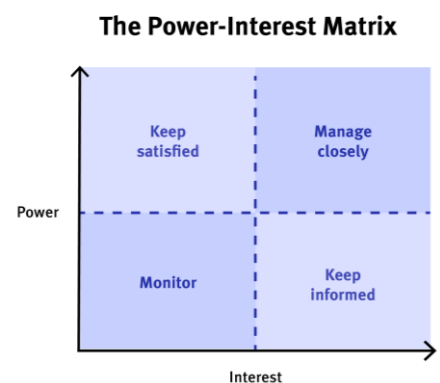 The Power-Interest Matrix
Keep
satisfied
Manage
closely
Power
Monitor
Keep
informed
Interest